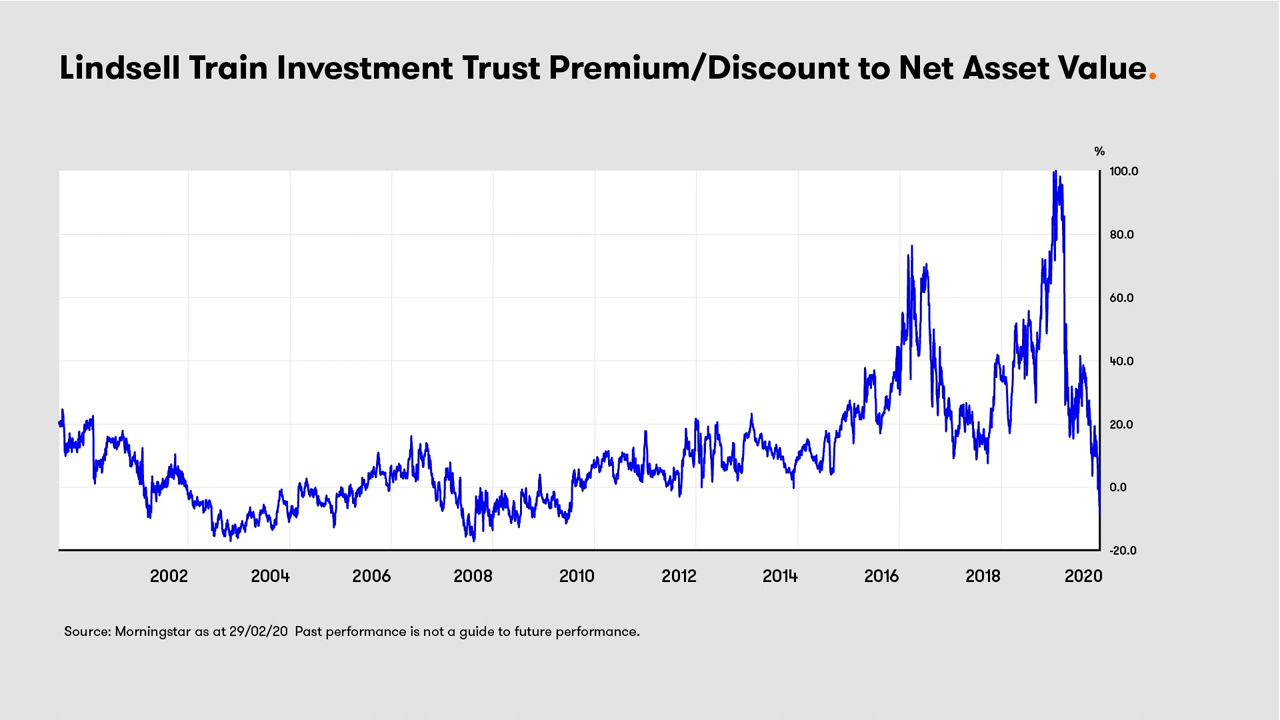 Lindsell Train Investment Trust Premium/Discount to Net Asset Value.
%
100.0
80.0
60.0
40.0
20.0
0.0
-20.0
2002 2004 2006 2008 2010 2012 2014 2016 2018 2020
Source: Morningstar as at 29/02/20 Past performance is not a guide to future performance.